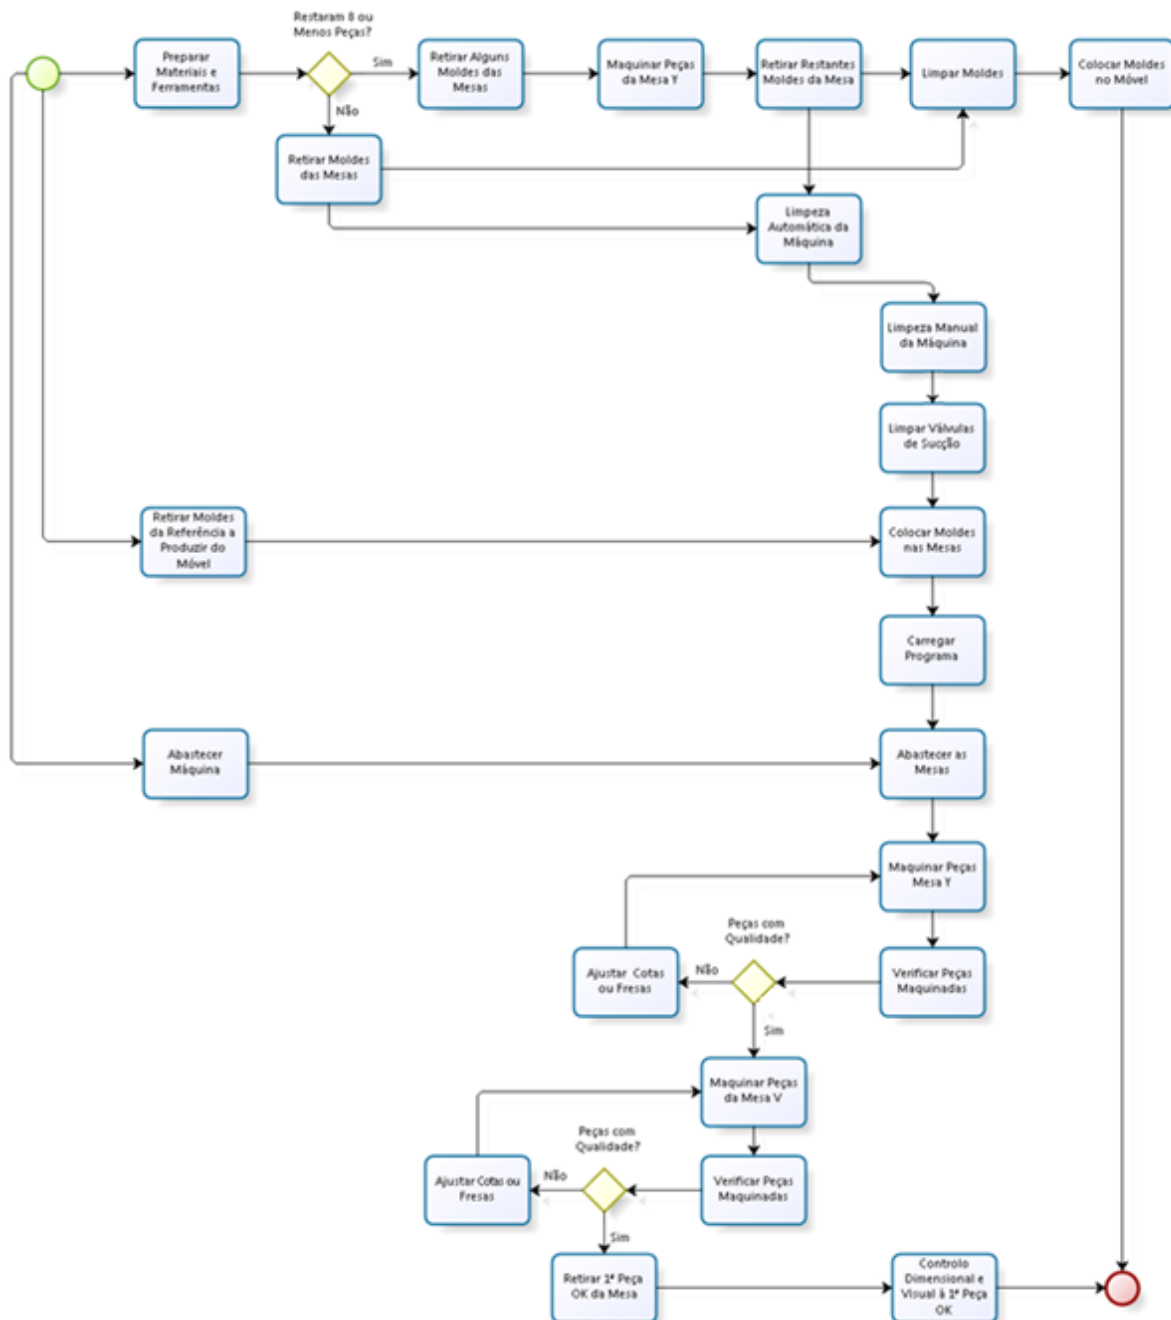 Restaram 8 ou
Menos Peças?
Preparar
Materiais e
Ferramentas
Sim
Retirar Alguns
Moldes das
Mesas
Maquinar Peças
da Mesa Y
Retirar Restantes
Moldes da Mesa
Limpar Moldes
Colocar Moldes
no Móvel
Não
Retirar Moldes
das Mesas
Limpeza
Automática da
Máquina
Limpeza Manual
da Máquina
Limpar Válvulas
de Sucção
Retirar Moldes
da Referência a
Produzir do
Móvel
Colocar Moldes
nas Mesas
Carregar
Programa
Abastecer
Máquina
Abastecer as
Mesas
Maquinar Peças
Mesa Y
Peças com
Qualidade?
Ajustar Cotas
ou Fresas
Não
Verificar Peças
Maquinadas
Sim
Maquinar Peças
da Mesa V
Peças com
Qualidade?
Ajustar Cotas ou
Fresas
Não
Verificar Peças
Maquinadas
Sim
Retirar 1ª Peça
OK da Mesa
Controlo
Dimensional e
Visual à 1ª Peça
OK